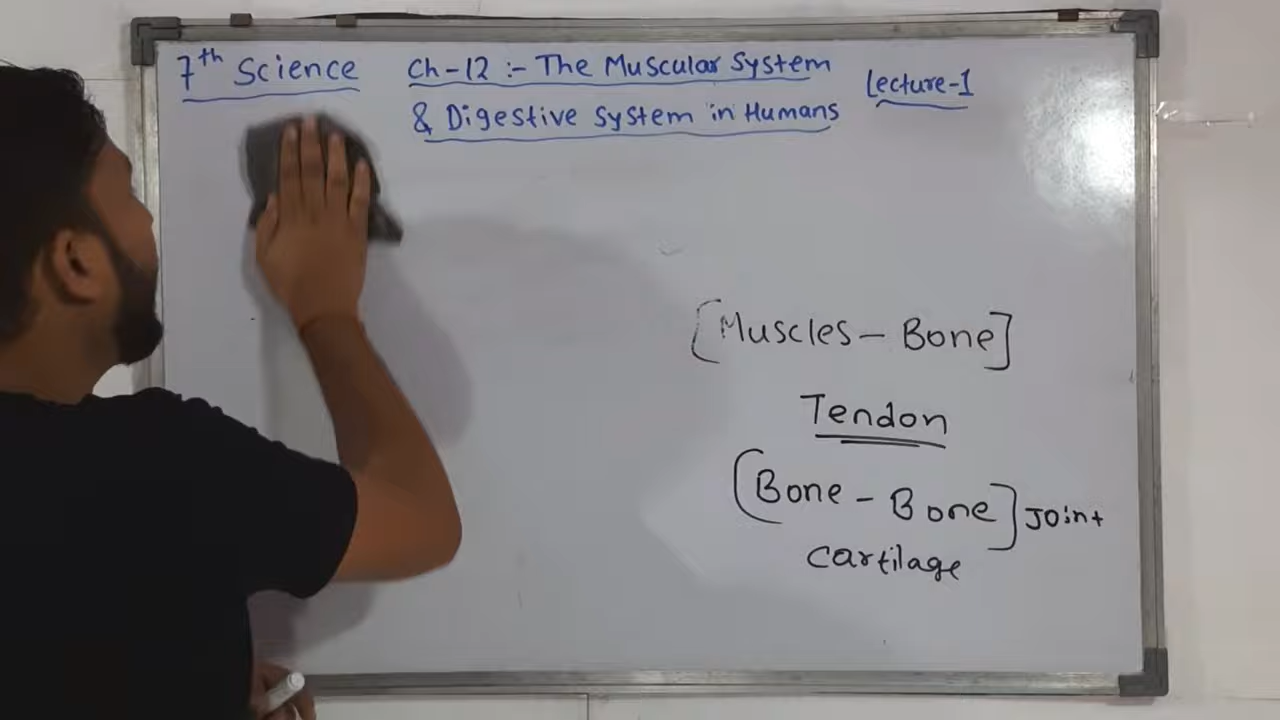 7th Science
Ch-12 :- The Muscular System
& Digestive System in Humans
Lecture-1
[Muscles - Bone]
Tendon
(Bone - Bone] Joint
Cartilage